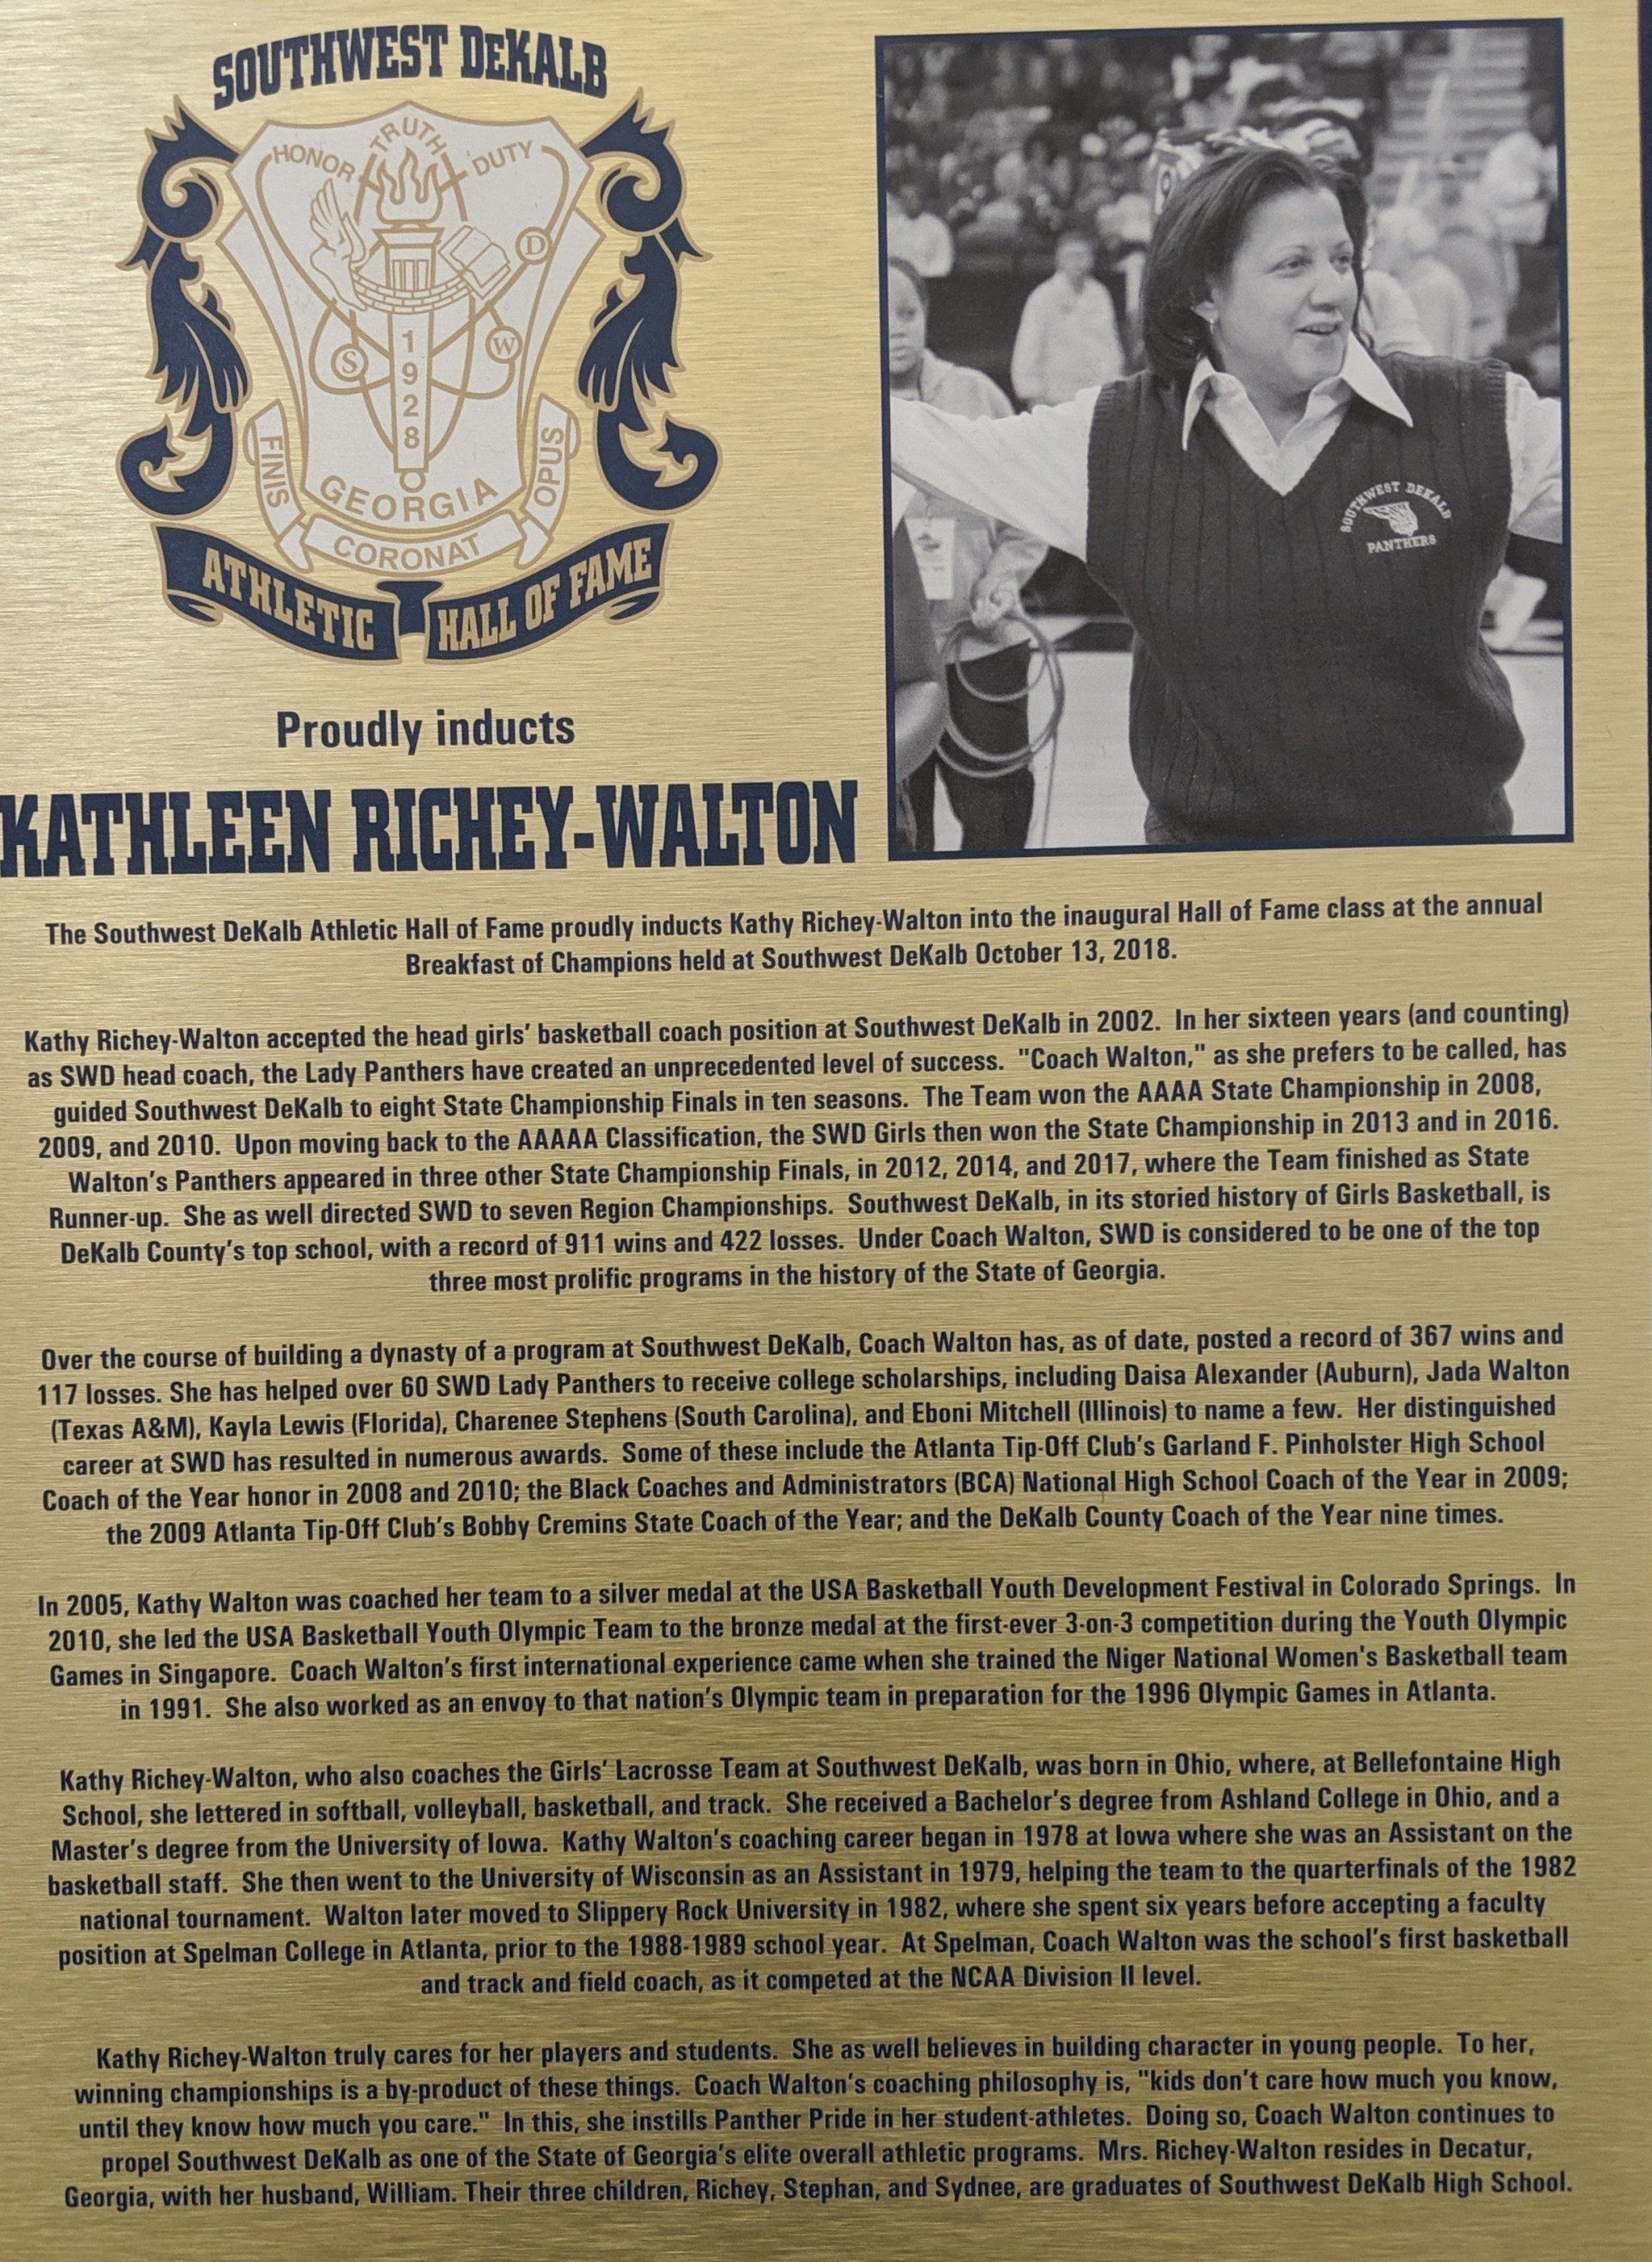 SOUTHWEST DEKALB
HONOR TRUTH DUTY
D
S
W
1928
FINIS
GEORGIA
OPUS
CORONAT
ATHLETIC HALL OF FAME
SOUTHWEST DEKALB
PANTHERS
Proudly inducts
KATHLEEN RICHEY-WALTON
The Southwest DeKalb Athletic Hall of Fame proudly inducts Kathy Richey-Walton into the inaugural Hall of Fame class at the annual
Breakfast of Champions held at Southwest DeKalb October 13, 2018.
Kathy Richey-Walton accepted the head girls' basketball coach position at Southwest DeKalb in 2002. In her sixteen years (and counting)
as SWD head coach, the Lady Panthers have created an unprecedented level of success. "Coach Walton," as she prefers to be called, has
guided Southwest DeKalb to eight State Championship Finals in ten seasons. The Team won the AAAA State Championship in 2008,
2009, and 2010. Upon moving back to the AAAAA Classification, the SWD Girls then won the State Championship in 2013 and in 2016.
Walton's Panthers appeared in three other State Championship Finals, in 2012, 2014, and 2017, where the Team finished as State
Runner-up. She as well directed SWD to seven Region Championships. Southwest DeKalb, in its storied history of Girls Basketball, is
DeKalb County's top school, with a record of 911 wins and 422 losses. Under Coach Walton, SWD is considered to be one of the top
three most prolific programs in the history of the State of Georgia.
Over the course of building a dynasty of a program at Southwest DeKalb, Coach Walton has, as of date, posted a record of 367 wins and
117 losses. She has helped over 60 SWD Lady Panthers to receive college scholarships, including Daisa Alexander (Auburn), Jada Walton
(Texas A&M), Kayla Lewis (Florida), Charenee Stephens (South Carolina), and Eboni Mitchell (Illinois) to name a few. Her distinguished
career at SWD has resulted in numerous awards. Some of these include the Atlanta Tip-Off Club's Garland F. Pinholster High School
Coach of the Year honor in 2008 and 2010; the Black Coaches and Administrators (BCA) National High School Coach of the Year in 2009;
the 2009 Atlanta Tip-Off Club's Bobby Cremins State Coach of the Year; and the DeKalb County Coach of the Year nine times.
In 2005, Kathy Walton was coached her team to a silver medal at the USA Basketball Youth Development Festival in Colorado Springs. In
2010, she led the USA Basketball Youth Olympic Team to the bronze medal at the first-ever 3-on-3 competition during the Youth Olympic
Games in Singapore. Coach Walton's first international experience came when she trained the Niger National Women's Basketball team
in 1991. She also worked as an envoy to that nation's Olympic team in preparation for the 1996 Olympic Games in Atlanta.
Kathy Richey-Walton, who also coaches the Girls' Lacrosse Team at Southwest DeKalb, was born in Ohio, where, at Bellefontaine High
School, she lettered in softball, volleyball, basketball, and track. She received a Bachelor's degree from Ashland College in Ohio, and a
Master's degree from the University of Iowa. Kathy Walton's coaching career began in 1978 at Iowa where she was an Assistant on the
basketball staff. She then went to the University of Wisconsin as an Assistant in 1979, helping the team to the quarterfinals of the 1982
national tournament. Walton later moved to Slippery Rock University in 1982, where she spent six years before accepting a faculty
position at Spelman College in Atlanta, prior to the 1988-1989 school year. At Spelman, Coach Walton was the school's first basketball
and track and field coach, as it competed at the NCAA Division II level.
Kathy Richey-Walton truly cares for her players and students. She as well believes in building character in young people. To her,
winning championships is a by-product of these things. Coach Walton's coaching philosophy is, "kids don't care how much you know,
until they know how much you care." In this, she instills Panther Pride in her student-athletes. Doing so, Coach Walton continues to
propel Southwest DeKalb as one of the State of Georgia's elite overall athletic programs. Mrs. Richey-Walton resides in Decatur,
Georgia, with her husband, William. Their three children, Richey, Stephan, and Sydnee, are graduates of Southwest DeKalb High School.